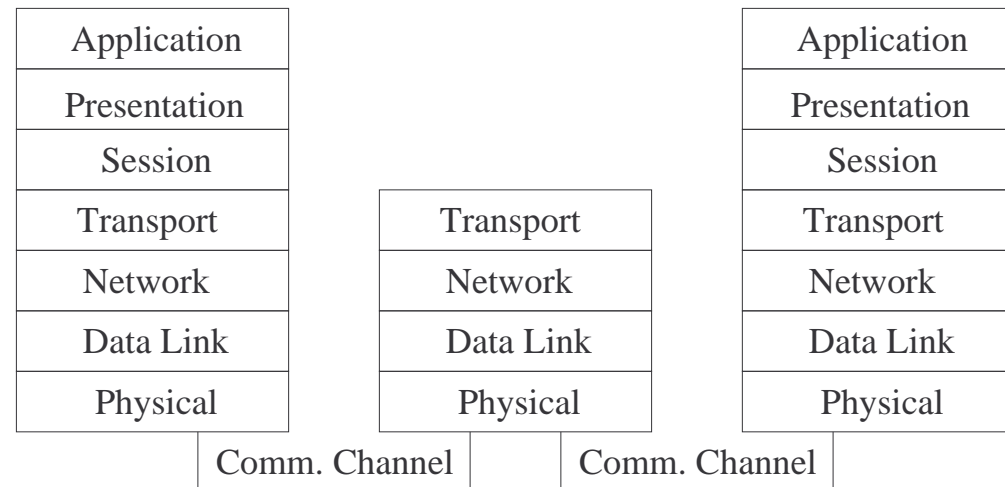 Application
Presentation
Session
Transport
Network
Data Link
Physical
Transport
Network
Data Link
Physical
Application
Presentation
Session
Transport
Network
Data Link
Physical
Comm. Channel
Comm. Channel